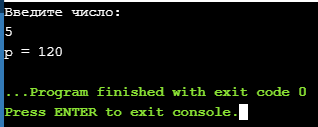 Введите число:
5
p = 120
...Program finished with exit code 0
Press ENTER to exit console.